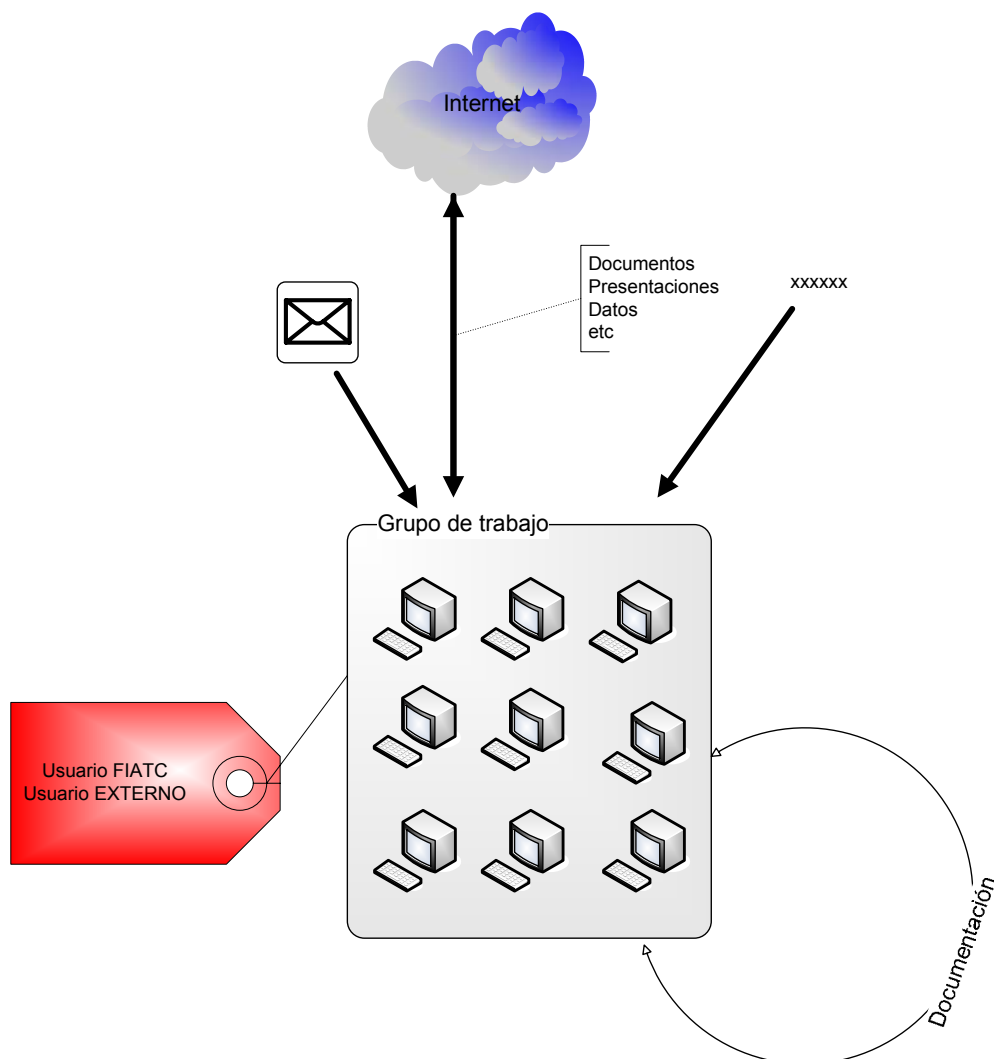 Internet
Documentos
Presentaciones
Datos
etc
xxxxxx
Grupo de trabajo
Usuario FIATC
Usuario EXTERNO
Documentación